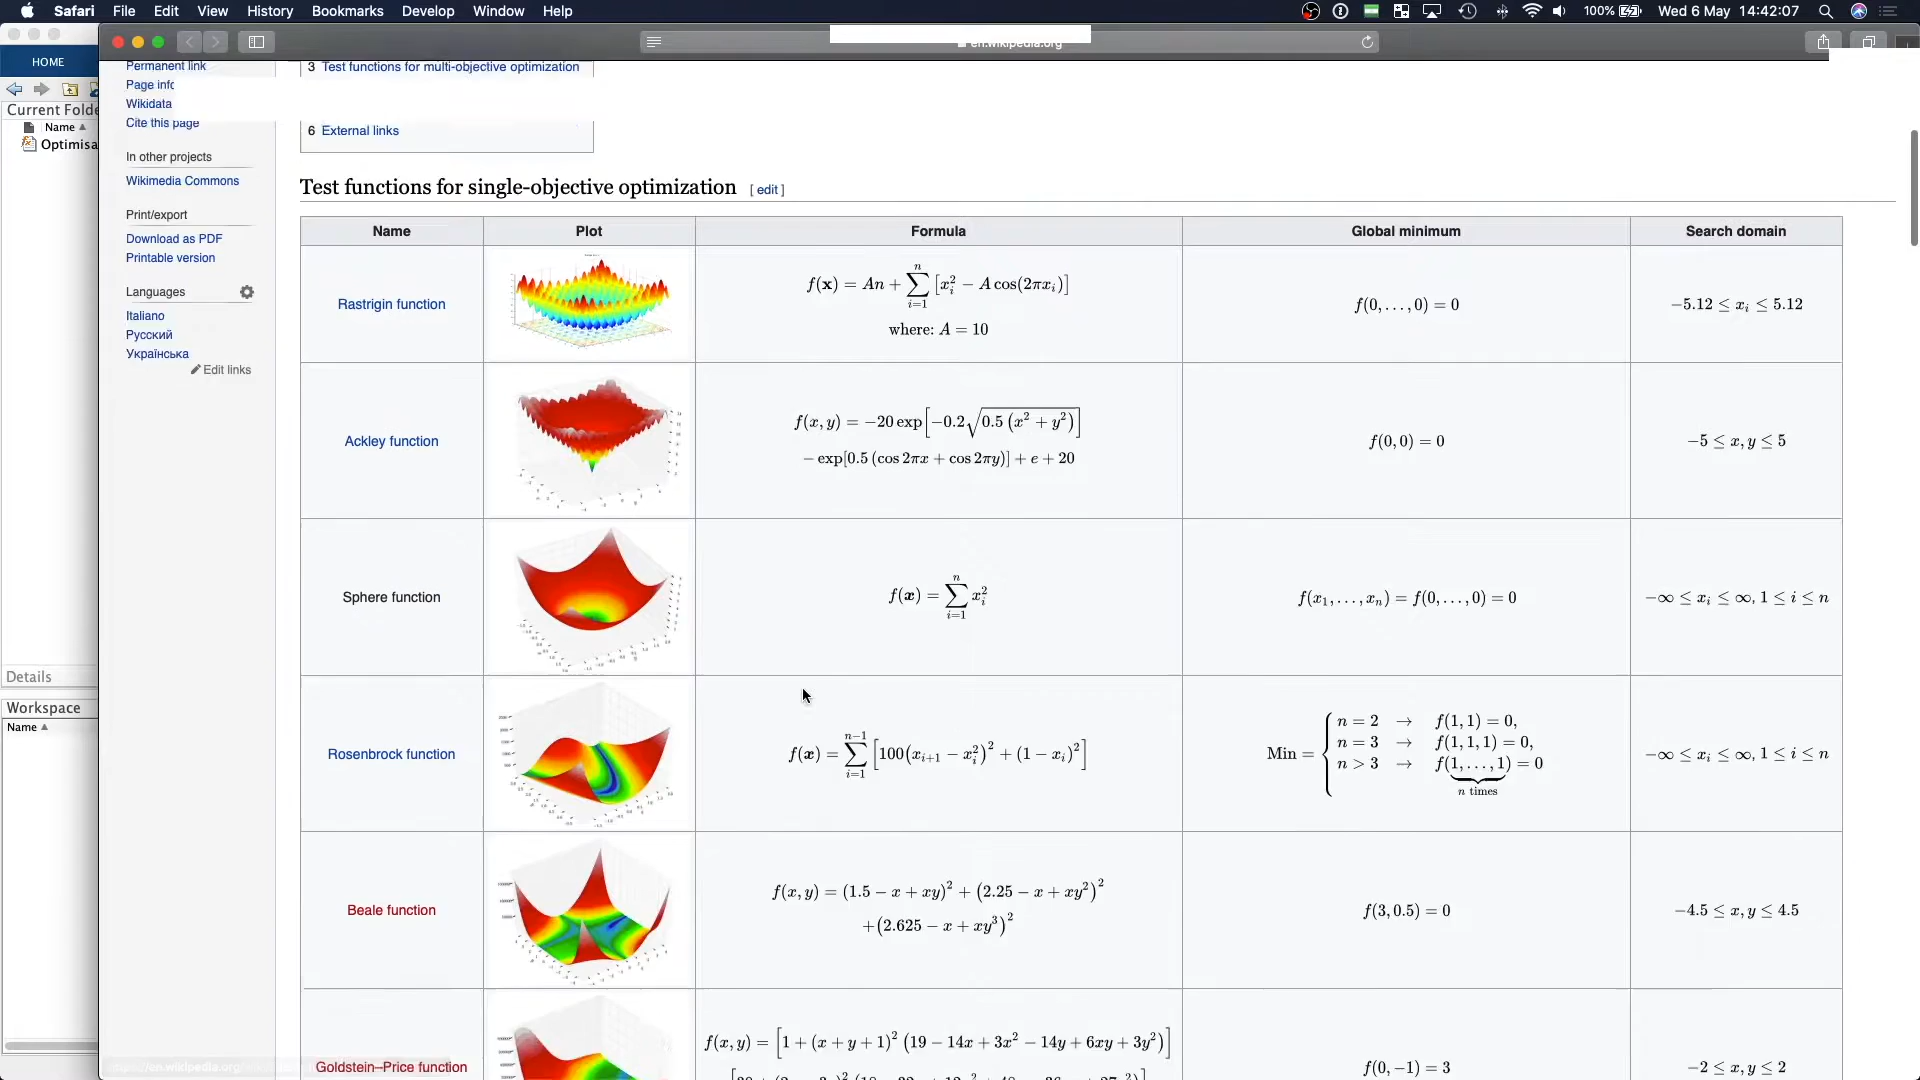 Safari File Edit View History Bookmarks Develop Window Help 100% Wed 6 May 14:42:07
HOME
Current Folde
Name
Optimisa
Details
Workspace
Name
en.wikipedia.org
Permanent link
Page info
Wikidata
Cite this page
In other projects
Wikimedia Commons
Print/export
Download as PDF
Printable version
Languages
Italiano
Русский
Українська
Edit links
3 Test functions for multi-objective optimization
6 External links
Test functions for single-objective optimization [ edit ]
Name Plot Formula Global minimum Search domain
Rastrigin function f(x) = An + ∑_{i=1}^{n} [x_i^2 − A cos(2πx_i)] f(0, . . . , 0) = 0 −5.12 ≤ x_i ≤ 5.12
where: A = 10
Ackley function f(x, y) = −20 exp[−0.2√(0.5 (x^2 + y^2))] f(0, 0) = 0 −5 ≤ x, y ≤ 5
− exp[0.5 (cos 2πx + cos 2πy)] + e + 20
Sphere function f(x) = ∑_{i=1}^{n} x_i^2 f(x_1, . . . , x_n) = f(0, . . . , 0) = 0 −∞ ≤ x_i ≤ ∞, 1 ≤ i ≤ n
Rosenbrock function f(x) = ∑_{i=1}^{n−1} [100(x_{i+1} − x_i^2)^2 + (1 − x_i)^2] Min = { n = 2 → f(1, 1) = 0, −∞ ≤ x_i ≤ ∞, 1 ≤ i ≤ n
n = 3 → f(1, 1, 1) = 0,
n > 3 → f(1, . . . , 1) = 0
n times
Beale function f(x, y) = (1.5 − x + xy)^2 + (2.25 − x + xy^2)^2 f(3, 0.5) = 0 −4.5 ≤ x, y ≤ 4.5
+ (2.625 − x + xy^3)^2
Goldstein–Price function f(x, y) = [1 + (x + y + 1)^2 (19 − 14x + 3x^2 − 14y + 6xy + 3y^2)] f(0, −1) = 3 −2 ≤ x, y ≤ 2